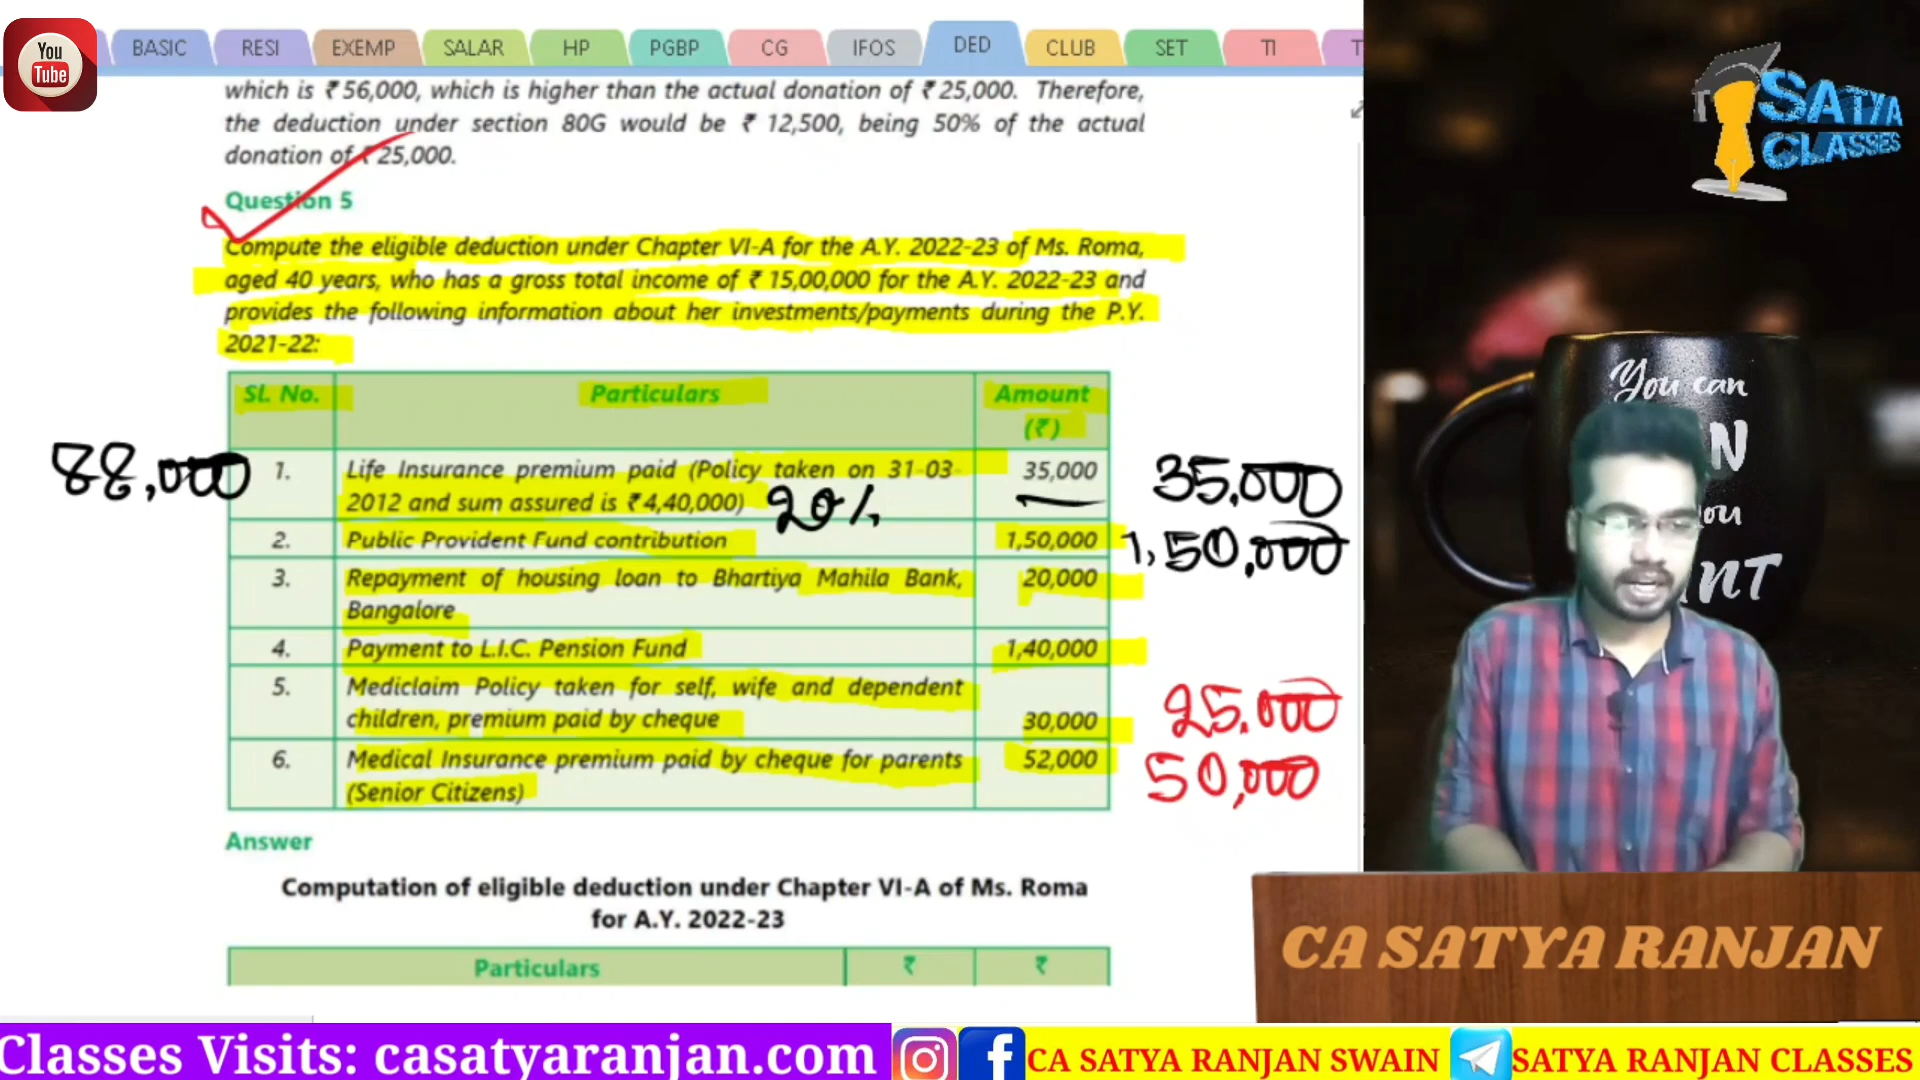 You
Tube
BASIC RESI EXEMP SALAR HP PGBP CG IFOS DED CLUB SET TI T
SATYA
CLASSES
which is ₹ 56,000, which is higher than the actual donation of ₹ 25,000. Therefore,
the deduction under section 80G would be ₹ 12,500, being 50% of the actual
donation of ₹ 25,000.
Question 5
Compute the eligible deduction under Chapter VI-A for the A.Y. 2022-23 of Ms. Roma,
aged 40 years, who has a gross total income of ₹ 15,00,000 for the A.Y. 2022-23 and
provides the following information about her investments/payments during the P.Y.
2021-22:
Sl. No. Particulars Amount
(₹)
88,000 1. Life Insurance premium paid (Policy taken on 31-03- 35,000 35,000
2012 and sum assured is ₹ 4,40,000) 20%
2. Public Provident Fund contribution 1,50,000 1,50,000
3. Repayment of housing loan to Bhartiya Mahila Bank, 20,000
Bangalore
4. Payment to L.I.C. Pension Fund 1,40,000
5. Mediclaim Policy taken for self, wife and dependent
children, premium paid by cheque 30,000 25,000
6. Medical Insurance premium paid by cheque for parents 52,000 50,000
(Senior Citizens)
Answer
Computation of eligible deduction under Chapter VI-A of Ms. Roma
for A.Y. 2022-23
Particulars ₹ ₹
You can
CA SATYA RANJAN
Classes Visits: casatyaranjan.com CA SATYA RANJAN SWAIN SATYA RANJAN CLASSES